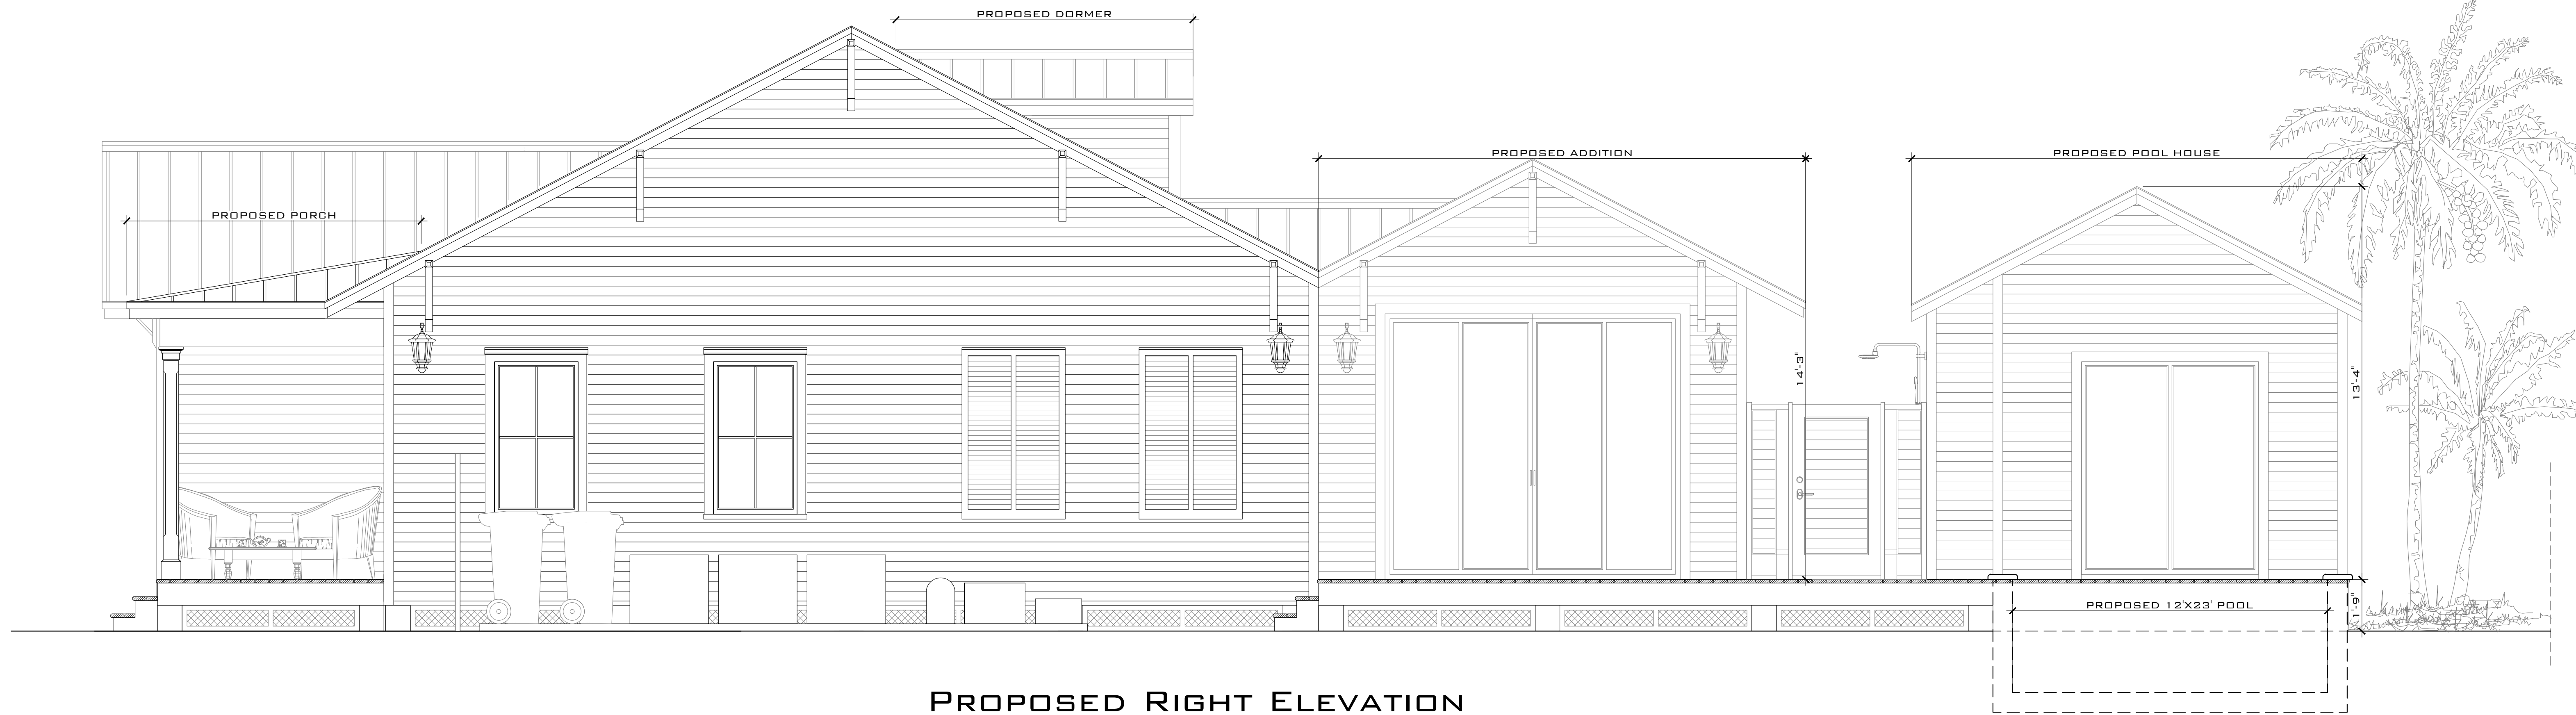 PROPOSED DORMER
PROPOSED ADDITION
PROPOSED POOL HOUSE
PROPOSED PORCH
14'-3"
13'-4"
1'-9"
PROPOSED 12'X23' POOL
PROPOSED RIGHT ELEVATION